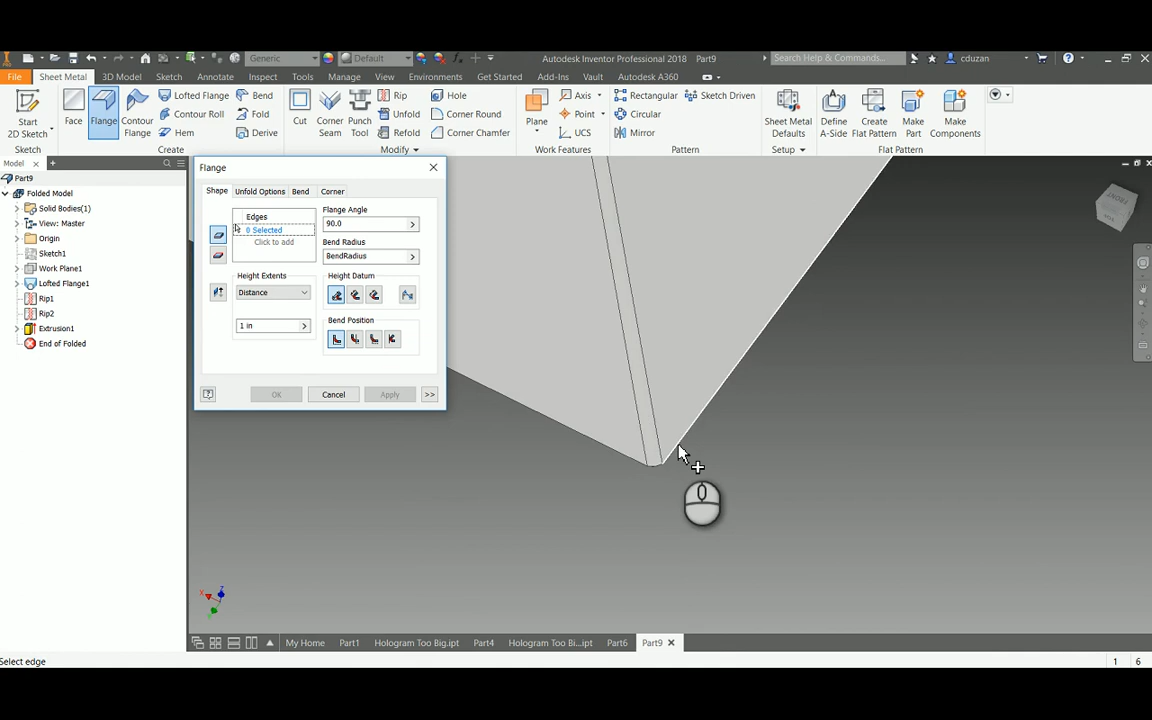 Generic
Default
Autodesk Inventor Professional 2018 Part9
Search Help & Commands...
cduzan
File
Sheet Metal
3D Model
Sketch
Annotate
Inspect
Tools
Manage
View
Environments
Get Started
Add-Ins
Vault
Autodesk A360
Start
2D Sketch
Face
Flange
Contour
Flange
Lofted Flange
Contour Roll
Hem
Bend
Fold
Derive
Cut
Corner
Seam
Punch
Tool
Rip
Unfold
Refold
Hole
Corner Round
Corner Chamfer
Plane
Axis
Point
UCS
Rectangular
Sketch Driven
Circular
Mirror
Sheet Metal
Defaults
Define
A-Side
Create
Flat Pattern
Make
Part
Make
Components
Sketch
Create
Modify
Work Features
Pattern
Setup
Flat Pattern
Model
Part9
Folded Model
Solid Bodies(1)
View: Master
Origin
Sketch1
Work Plane1
Lofted Flange1
Rip1
Rip2
Extrusion1
End of Folded
Flange
Shape
Unfold Options
Bend
Corner
Edges
0 Selected
Click to add
Flange Angle
90.0
Bend Radius
BendRadius
Height Extents
Distance
1 in
Height Datum
Bend Position
OK
Cancel
Apply
>>
My Home
Part1
Hologram Too Big.ipt
Part4
Hologram Too Bi...ipt
Part6
Part9
Select edge
1
6